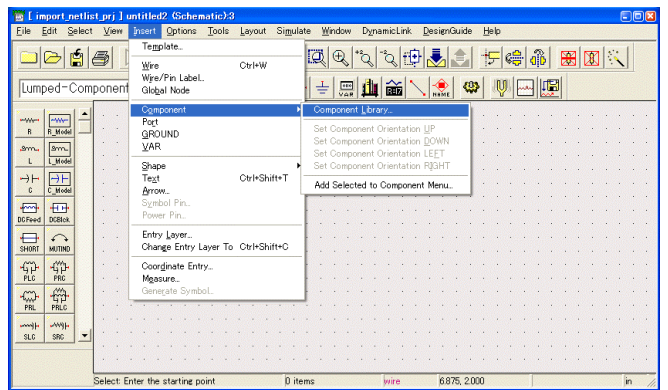 [ import_netlist_prj ] untitled2 (Schematic):3
File Edit Select View Insert Options Tools Layout Simulate Window DynamicLink DesignGuide Help
Template...
Wire Ctrl+W
Wire/Pin Label...
Global Node
Lumped-Com
VAR
NAME
Component
Component Library...
Port
GROUND
VAR
Set Component Orientation UP
Set Component Orientation DOWN
Set Component Orientation LEFT
Set Component Orientation RIGHT
Add Selected to Component Menu...
Shape
Text Ctrl+Shift+T
Arrow...
Symbol Pin...
Power Pin...
Entry Layer...
Change Entry Layer To Ctrl+Shift+C
Coordinate Entry...
Measure...
Generate Symbol...
R R_Model
L L_Model
C C_Model
DCFeed DCBlck
SHORT MUTIND
PLC PRC
PRL PRLC
SLC SRC
Select: Enter the starting point 0 items wire 6.875, 2.000 in